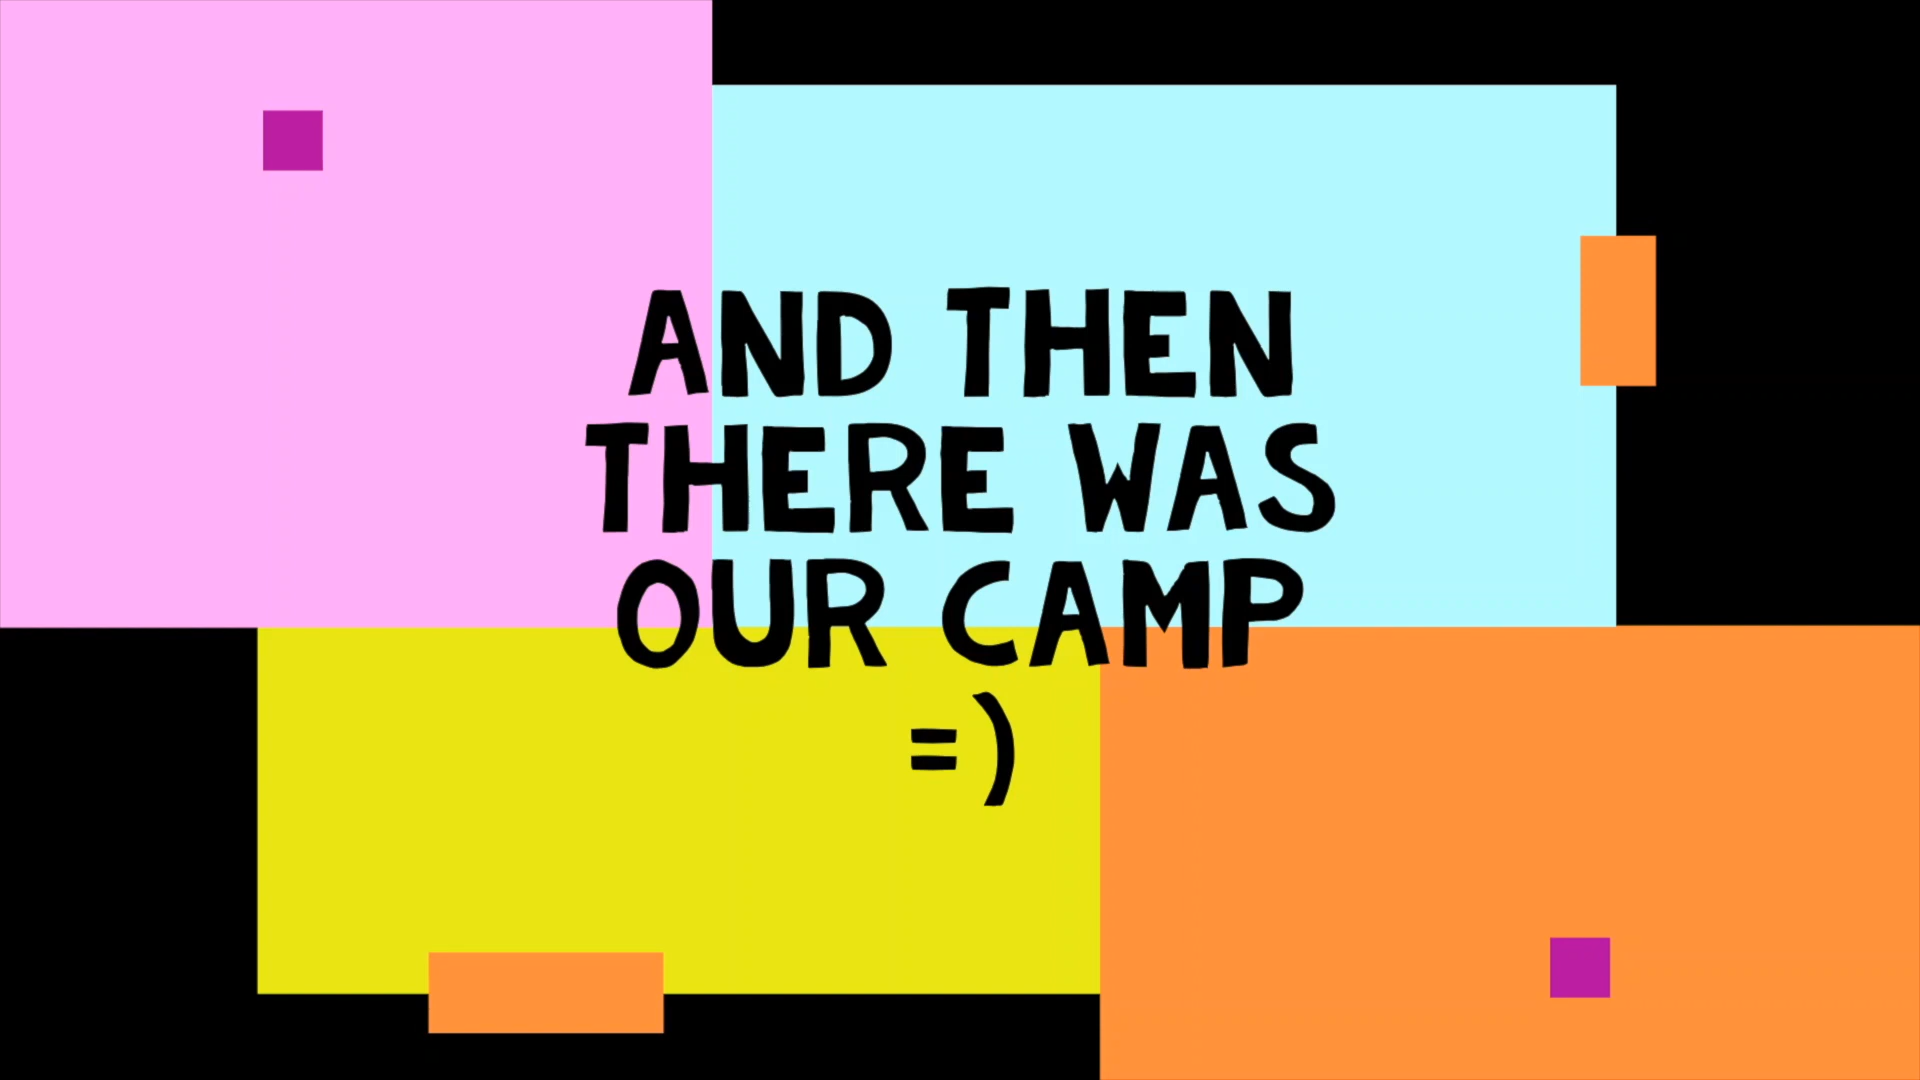 AND THEN
THERE WAS
OUR CAMP
=)